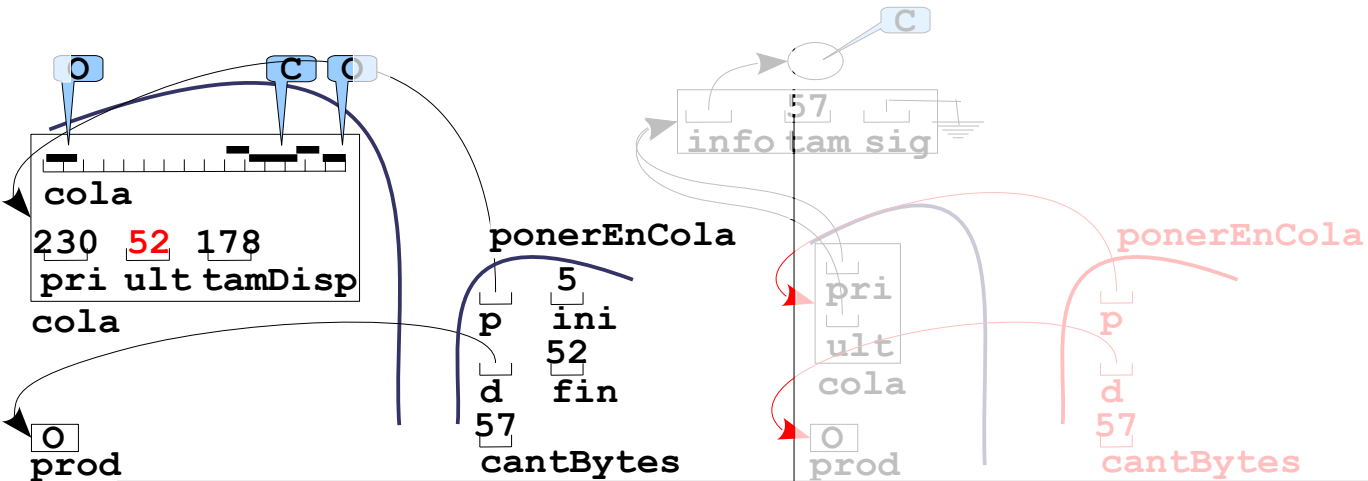 C
O C O
57
info tam sig
cola
230 52 178
pri ult tamDisp
cola
ponerEnCola
5
p ini
52
d fin
57
cantBytes
O
prod
pri
ult
cola
O
prod
ponerEnCola
p
d
57
cantBytes